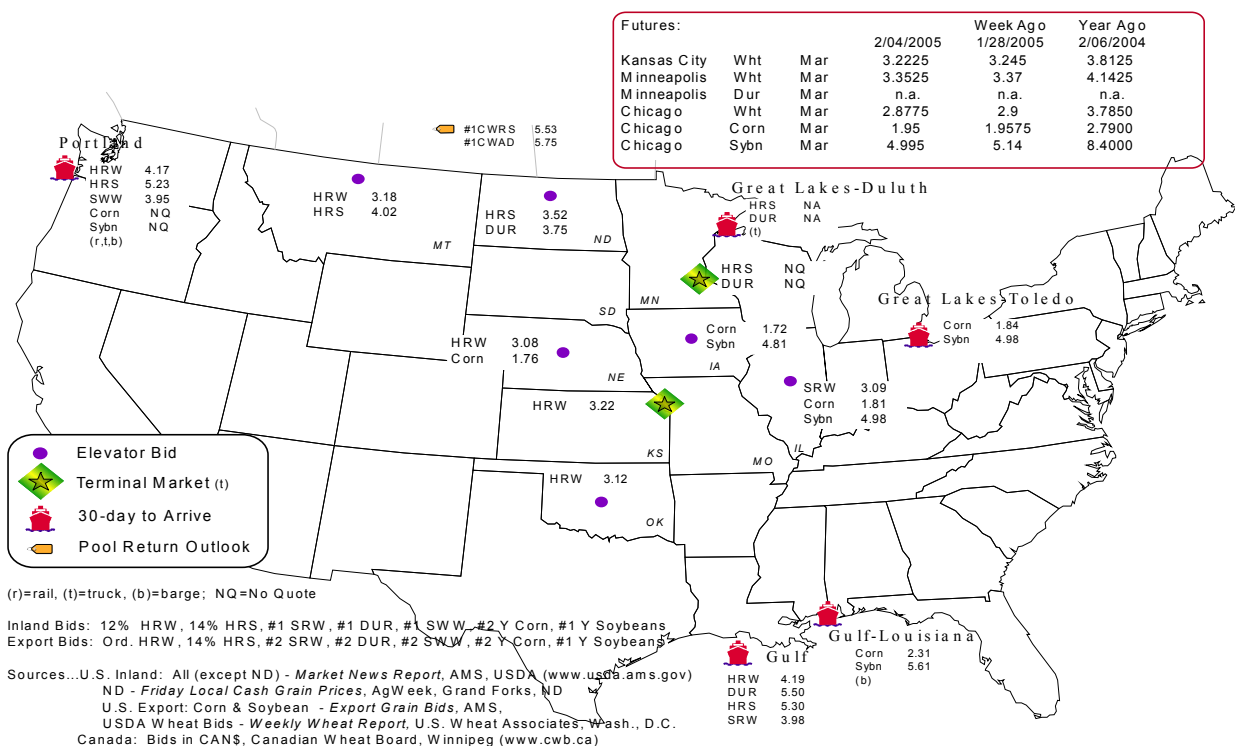 Futures: Week Ago Year Ago
2/04/2005 1/28/2005 2/06/2004
Kansas City Wht Mar 3.2225 3.245 3.8125
Minneapolis Wht Mar 3.3525 3.37 4.1425
Minneapolis Dur Mar n.a. n.a. n.a.
Chicago Wht Mar 2.8775 2.9 3.7850
Chicago Corn Mar 1.95 1.9575 2.7900
Chicago Sybn Mar 4.995 5.14 8.4000
#1CWRS 5.53
#1CWAD 5.75
Portland
HRW 4.17
HRS 5.23
SWW 3.95
Corn NQ
Sybn NQ
(r,t,b)
HRW 3.18
HRS 4.02
MT
HRS 3.52
DUR 3.75
ND
Great Lakes-Duluth
HRS NA
DUR NA
(t)
HRS NQ
DUR NQ
MN
SD
Great Lakes-Toledo
Corn 1.84
Sybn 4.98
HRW 3.08
Corn 1.76
NE
Corn 1.72
Sybn 4.81
IA
SRW 3.09
Corn 1.81
Sybn 4.98
IL
HRW 3.22
KS
MO
HRW 3.12
OK
Elevator Bid
Terminal Market (t)
30-day to Arrive
Pool Return Outlook
(r)=rail, (t)=truck, (b)=barge; NQ=No Quote
Inland Bids: 12% HRW, 14% HRS, #1 SRW, #1 DUR, #1 SWW, #2 Y Corn, #1 Y Soybeans
Export Bids: Ord. HRW, 14% HRS, #2 SRW, #2 DUR, #2 SWW, #2 Y Corn, #1 Y Soybeans
Gulf-Louisiana
Corn 2.31
Sybn 5.61
(b)
Gulf
HRW 4.19
DUR 5.50
HRS 5.30
SRW 3.98
Sources...U.S. Inland: All (except ND) - Market News Report, AMS, USDA (www.usda.ams.gov)
ND - Friday Local Cash Grain Prices, AgWeek, Grand Forks, ND
U.S. Export: Corn & Soybean - Export Grain Bids, AMS,
USDA Wheat Bids - Weekly Wheat Report, U.S. Wheat Associates, Wash., D.C.
Canada: Bids in CAN$, Canadian Wheat Board, Winnipeg (www.cwb.ca)